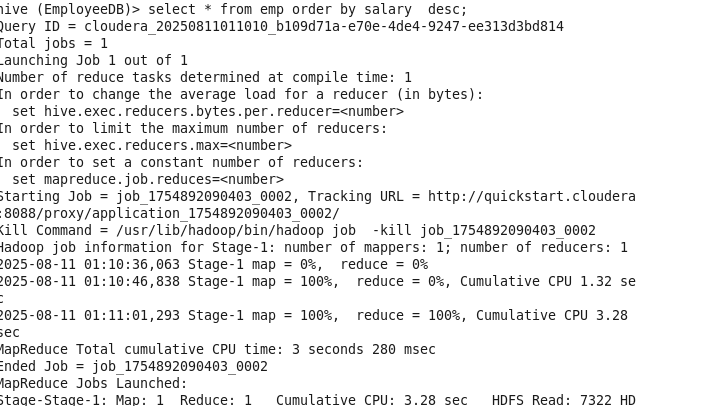 hive (EmployeeDB)> select * from emp order by salary  desc;
Query ID = cloudera_20250811011010_b109d71a-e70e-4de4-9247-ee313d3bd814
Total jobs = 1
Launching Job 1 out of 1
Number of reduce tasks determined at compile time: 1
In order to change the average load for a reducer (in bytes):
  set hive.exec.reducers.bytes.per.reducer=<number>
In order to limit the maximum number of reducers:
  set hive.exec.reducers.max=<number>
In order to set a constant number of reducers:
  set mapreduce.job.reduces=<number>
Starting Job = job_1754892090403_0002, Tracking URL = http://quickstart.cloudera
:8088/proxy/application_1754892090403_0002/
Kill Command = /usr/lib/hadoop/bin/hadoop job  -kill job_1754892090403_0002
Hadoop job information for Stage-1: number of mappers: 1; number of reducers: 1
2025-08-11 01:10:36,063 Stage-1 map = 0%,  reduce = 0%
2025-08-11 01:10:46,838 Stage-1 map = 100%,  reduce = 0%, Cumulative CPU 1.32 se
c
2025-08-11 01:11:01,293 Stage-1 map = 100%,  reduce = 100%, Cumulative CPU 3.28
sec
MapReduce Total cumulative CPU time: 3 seconds 280 msec
Ended Job = job_1754892090403_0002
MapReduce Jobs Launched:
Stage-Stage-1: Map: 1  Reduce: 1   Cumulative CPU: 3.28 sec   HDFS Read: 7322 HD